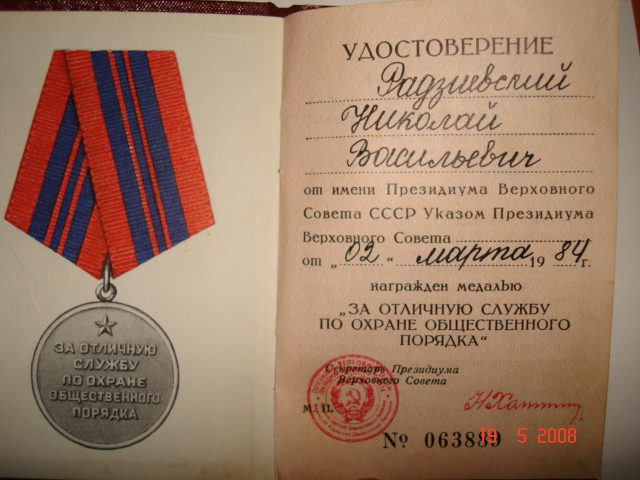 ЗА ОТЛИЧНУЮ
СЛУЖБУ
ПО ОХРАНЕ
ОБЩЕСТВЕННОГО
ПОРЯДКА
УДОСТОВЕРЕНИЕ
Радзиевский
Николай
Васильевич
от имени Президиума Верховного
Совета СССР Указом Президиума
Верховного Совета
от „02“ марта 1984 г.
награжден медалью
„ЗА ОТЛИЧНУЮ СЛУЖБУ
ПО ОХРАНЕ ОБЩЕСТВЕННОГО
ПОРЯДКА“
Секретарь Президиума
Верховного Совета
М. П.
№ 063889
19 5 2008